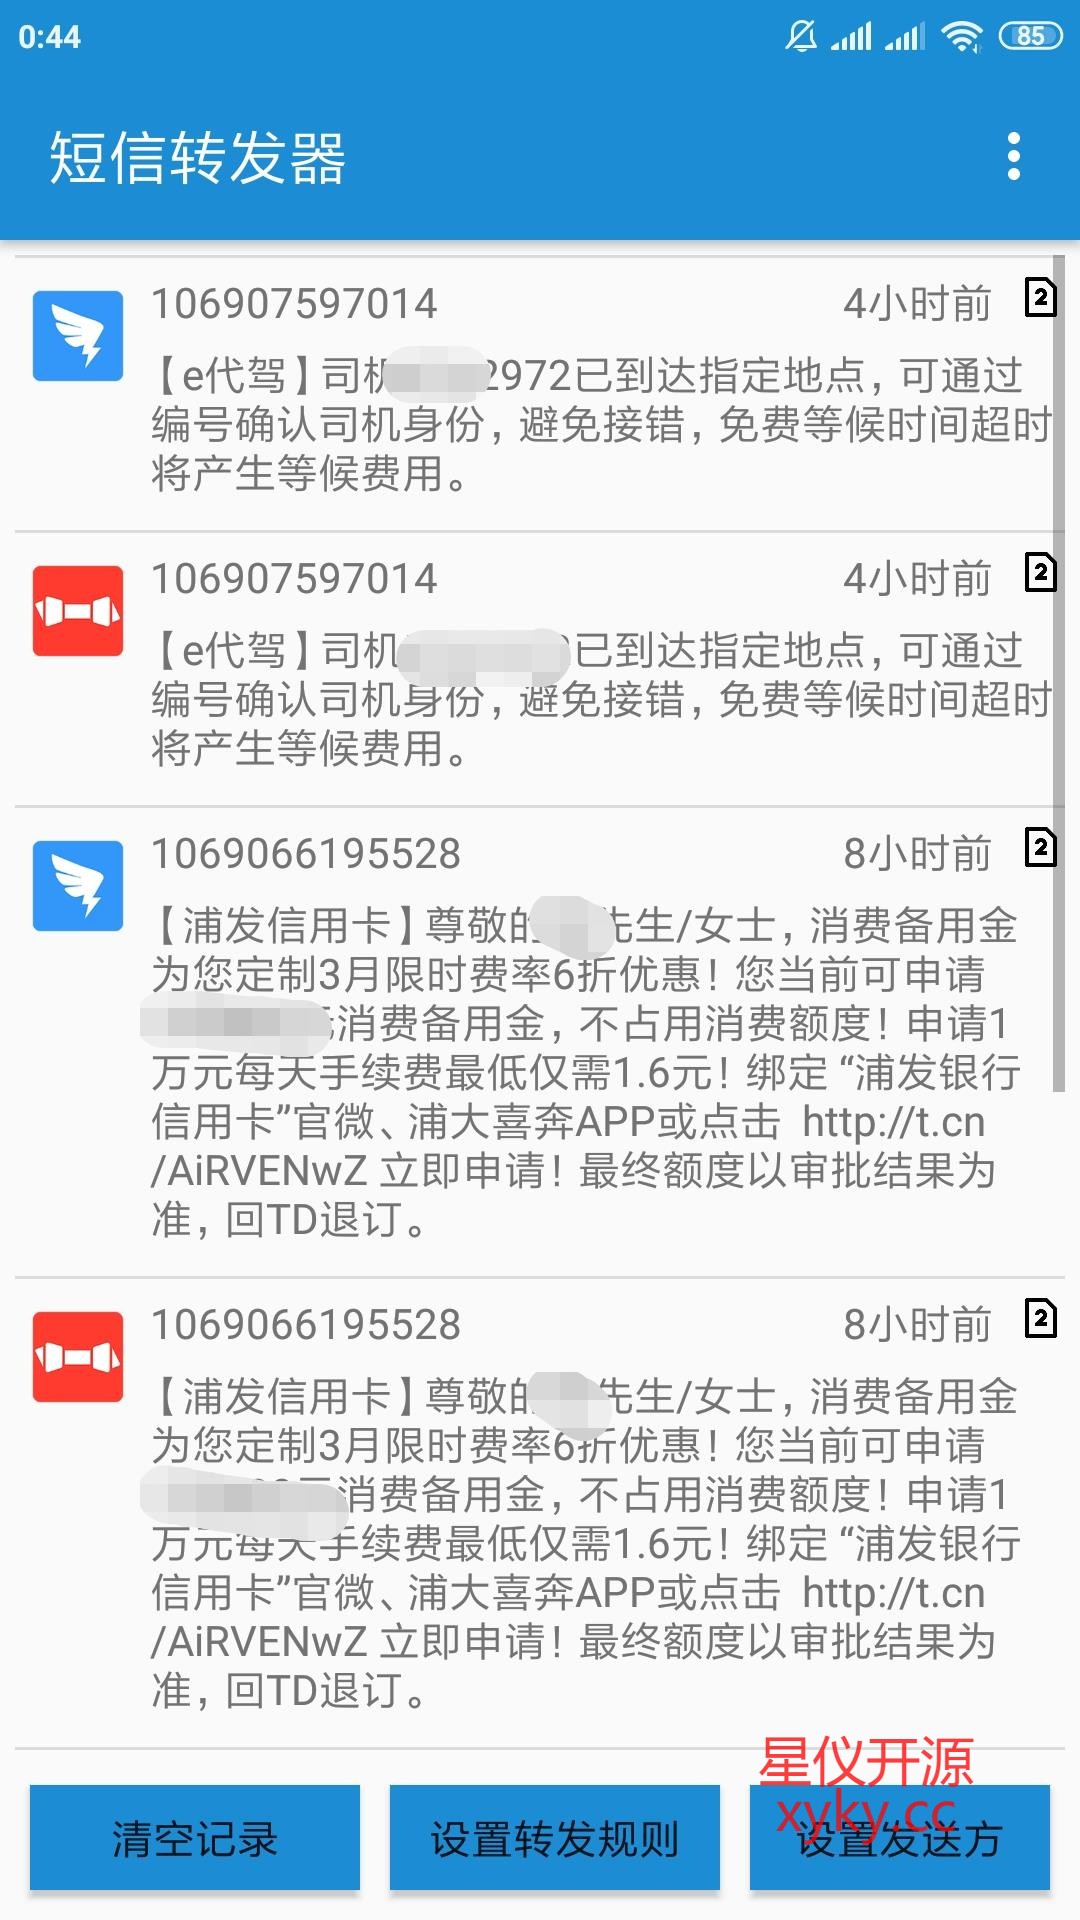 0:44
85
短信转发器
106907597014
4小时前
2
【e代驾】司机2972已到达指定地点，可通过
编号确认司机身份，避免接错，免费等候时间超时
将产生等候费用。
106907597014
4小时前
2
【e代驾】司机已到达指定地点，可通过
编号确认司机身份，避免接错，免费等候时间超时
将产生等候费用。
1069066195528
8小时前
2
【浦发信用卡】尊敬的先生/女士，消费备用金
为您定制3月限时费率6折优惠！您当前可申请
消费备用金，不占用消费额度！申请1
万元每天手续费最低仅需1.6元！绑定 “浦发银行
信用卡”官微、浦大喜奔APP或点击 http://t.cn
/AiRVENwZ 立即申请！最终额度以审批结果为
准，回TD退订。
1069066195528
8小时前
2
【浦发信用卡】尊敬的先生/女士，消费备用金
为您定制3月限时费率6折优惠！您当前可申请
元消费备用金，不占用消费额度！申请1
万元每天手续费最低仅需1.6元！绑定 “浦发银行
信用卡”官微、浦大喜奔APP或点击 http://t.cn
/AiRVENwZ 立即申请！最终额度以审批结果为
准，回TD退订。
星仪开源
xyky.cc
清空记录
设置转发规则
设置发送方